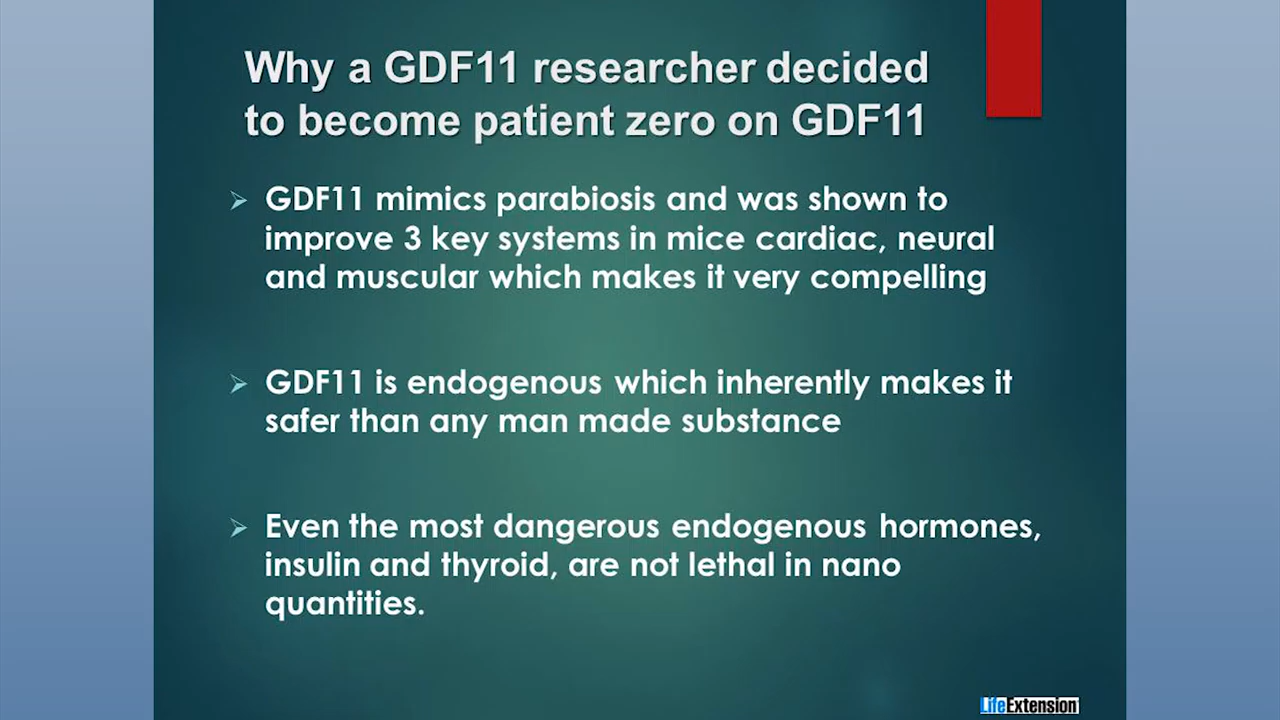 Why a GDF11 researcher decided
to become patient zero on GDF11
GDF11 mimics parabiosis and was shown to
improve 3 key systems in mice cardiac, neural
and muscular which makes it very compelling
GDF11 is endogenous which inherently makes it
safer than any man made substance
Even the most dangerous endogenous hormones,
insulin and thyroid, are not lethal in nano
quantities.
LifeExtension